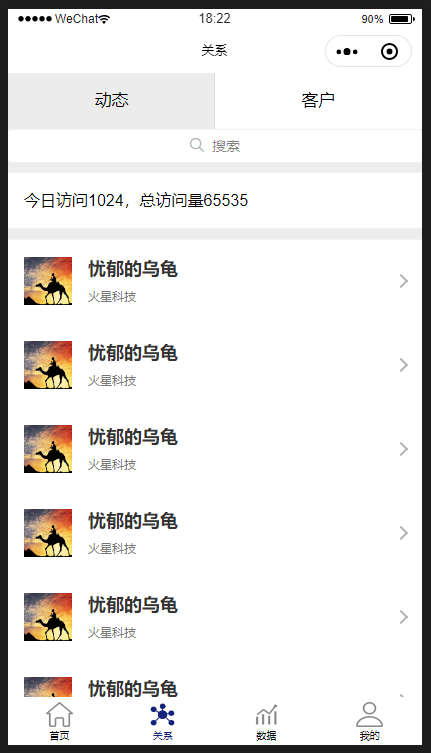 WeChat 18:22 90%
关系
动态 客户
搜索
今日访问1024，总访问量65535
忧郁的乌龟
火星科技
忧郁的乌龟
火星科技
忧郁的乌龟
火星科技
忧郁的乌龟
火星科技
忧郁的乌龟
火星科技
忧郁的乌龟
首页 关系 数据 我的